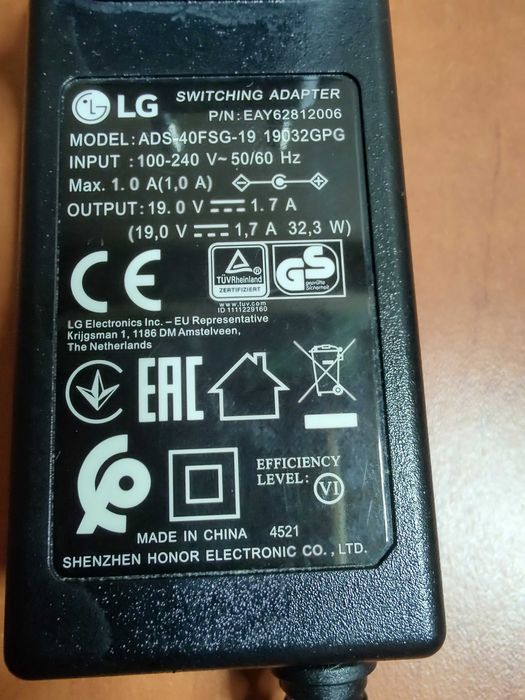 LG SWITCHING ADAPTER
P/N: EAY62812006
MODEL: ADS-40FSG-19 19032GPG
INPUT : 100-240 V~ 50/60 Hz
Max. 1.0 A(1,0 A)
OUTPUT: 19.0 V 1.7 A
(19,0 V 1,7 A 32,3 W)
CE
TÜVRheinland
ZERTIFIZIERT
GS
geprüfte
Sicherheit
www.tuv.com
ID 1111229160
LG Electronics Inc. – EU Representative
Krijgsman 1, 1186 DM Amstelveen,
The Netherlands
EAC
EFFICIENCY
LEVEL: VI
MADE IN CHINA 4521
SHENZHEN HONOR ELECTRONIC CO., LTD.